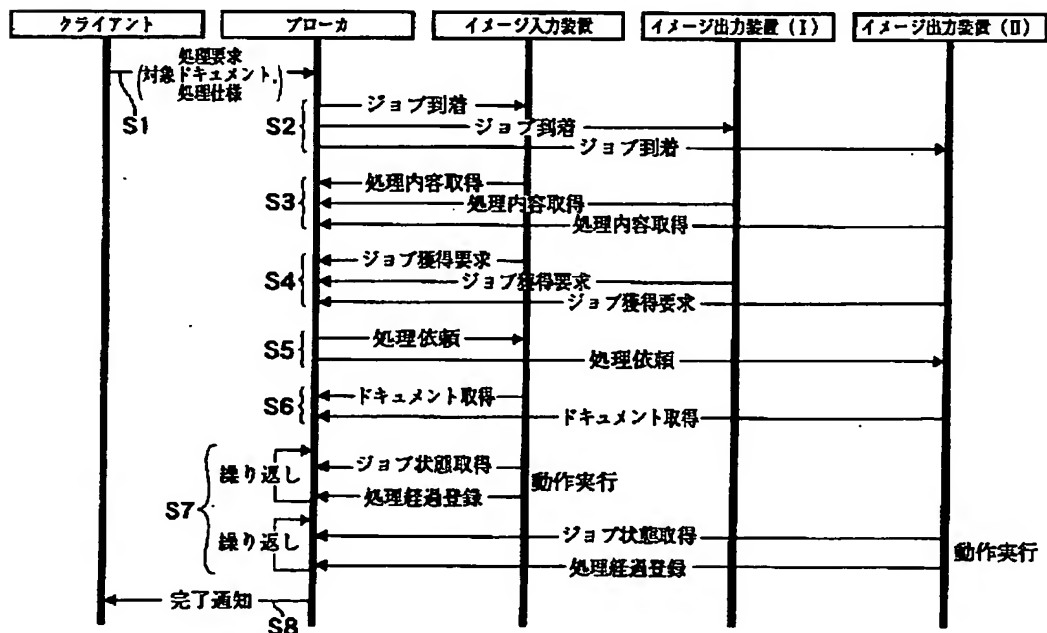 クライアント
ブローカ
イメージ入力装置
イメージ出力装置(I)
イメージ出力装置(II)
処理要求
(対象ドキュメント,
処理仕様)
S1
S2
ジョブ到着
ジョブ到着
ジョブ到着
S3
処理内容取得
処理内容取得
処理内容取得
S4
ジョブ獲得要求
ジョブ獲得要求
ジョブ獲得要求
S5
処理依頼
処理依頼
S6
ドキュメント取得
ドキュメント取得
S7
繰り返し
ジョブ状態取得
動作実行
処理経過登録
繰り返し
ジョブ状態取得
動作実行
処理経過登録
完了通知
S8